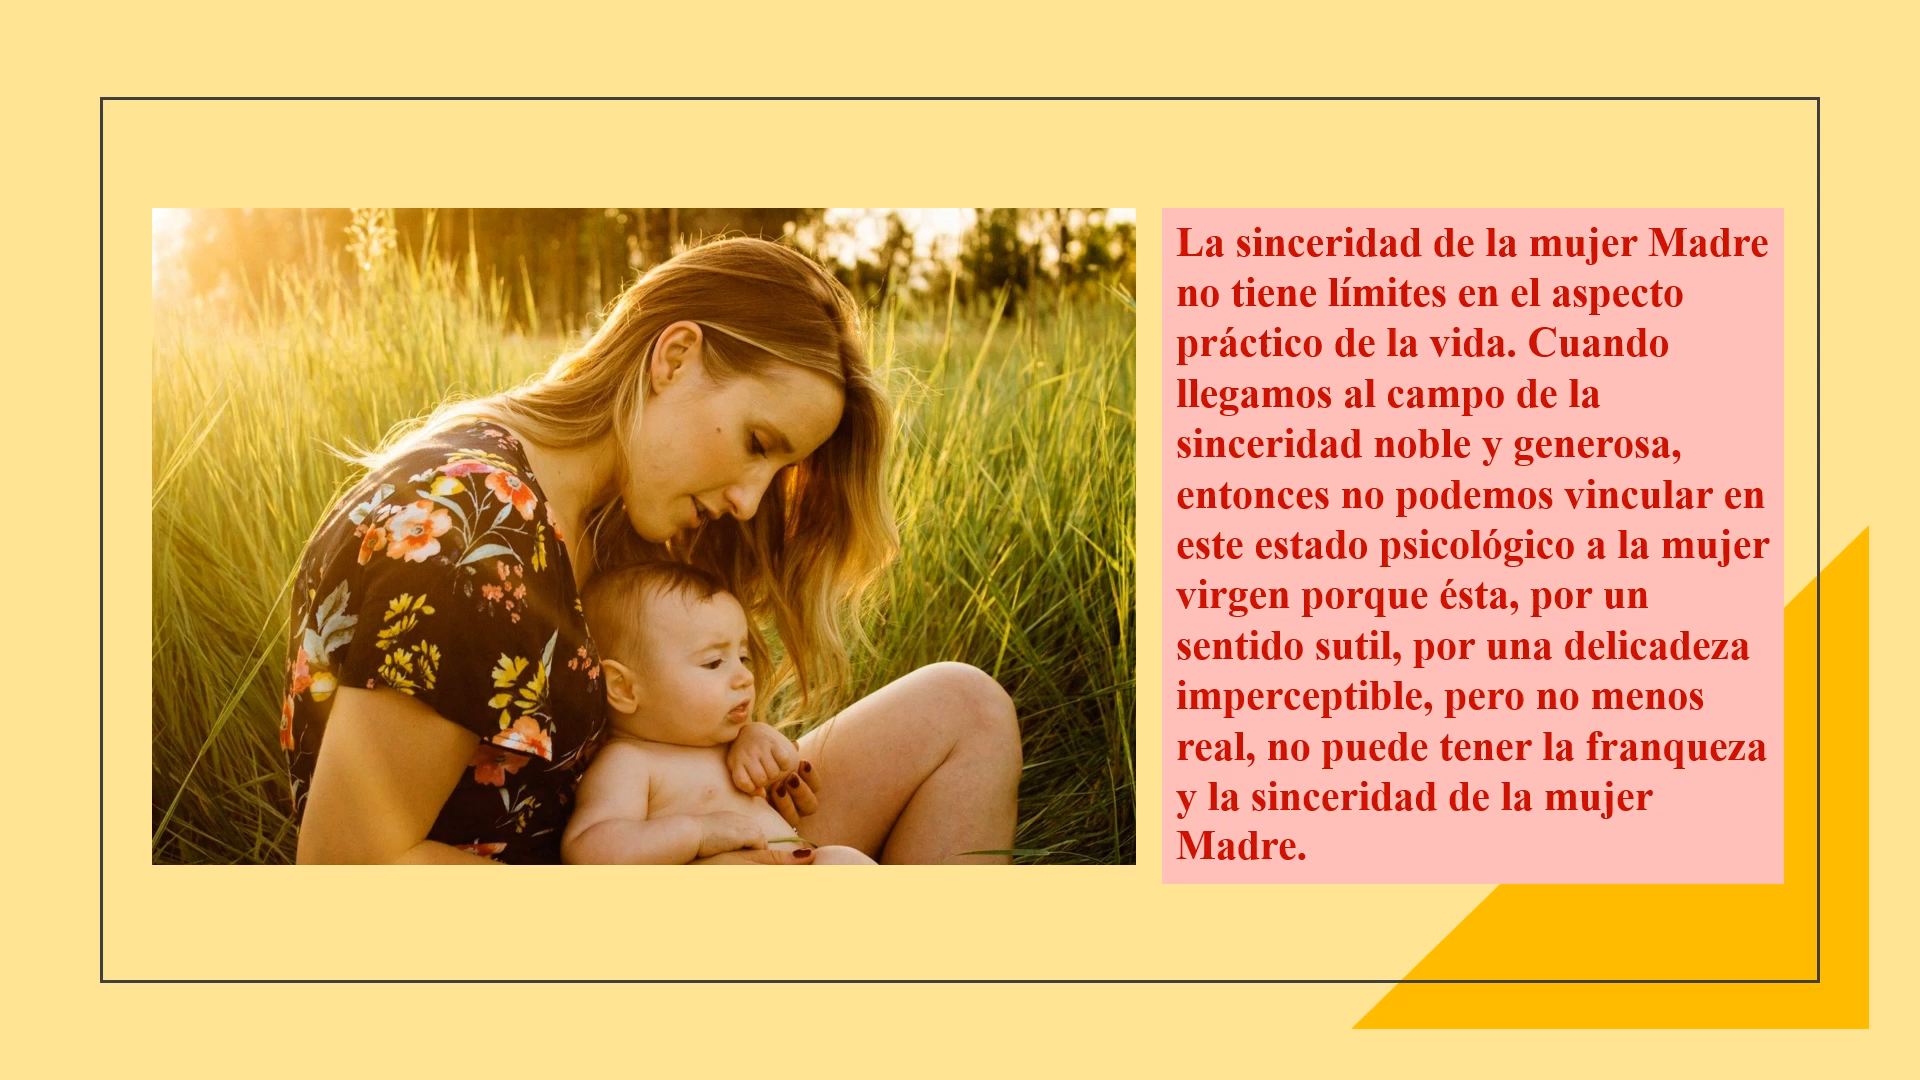 La sinceridad de la mujer Madre
no tiene límites en el aspecto
práctico de la vida. Cuando
llegamos al campo de la
sinceridad noble y generosa,
entonces no podemos vincular en
este estado psicológico a la mujer
virgen porque ésta, por un
sentido sutil, por una delicadeza
imperceptible, pero no menos
real, no puede tener la franqueza
y la sinceridad de la mujer
Madre.